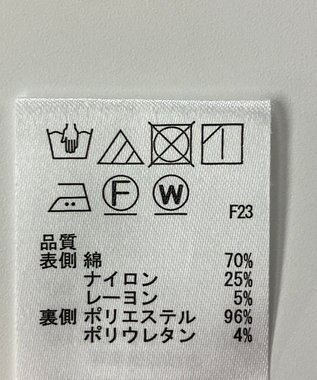 F W F23
品質
表側 綿 70%
ナイロン 25%
レーヨン 5%
裏側 ポリエステル 96%
ポリウレタン 4%